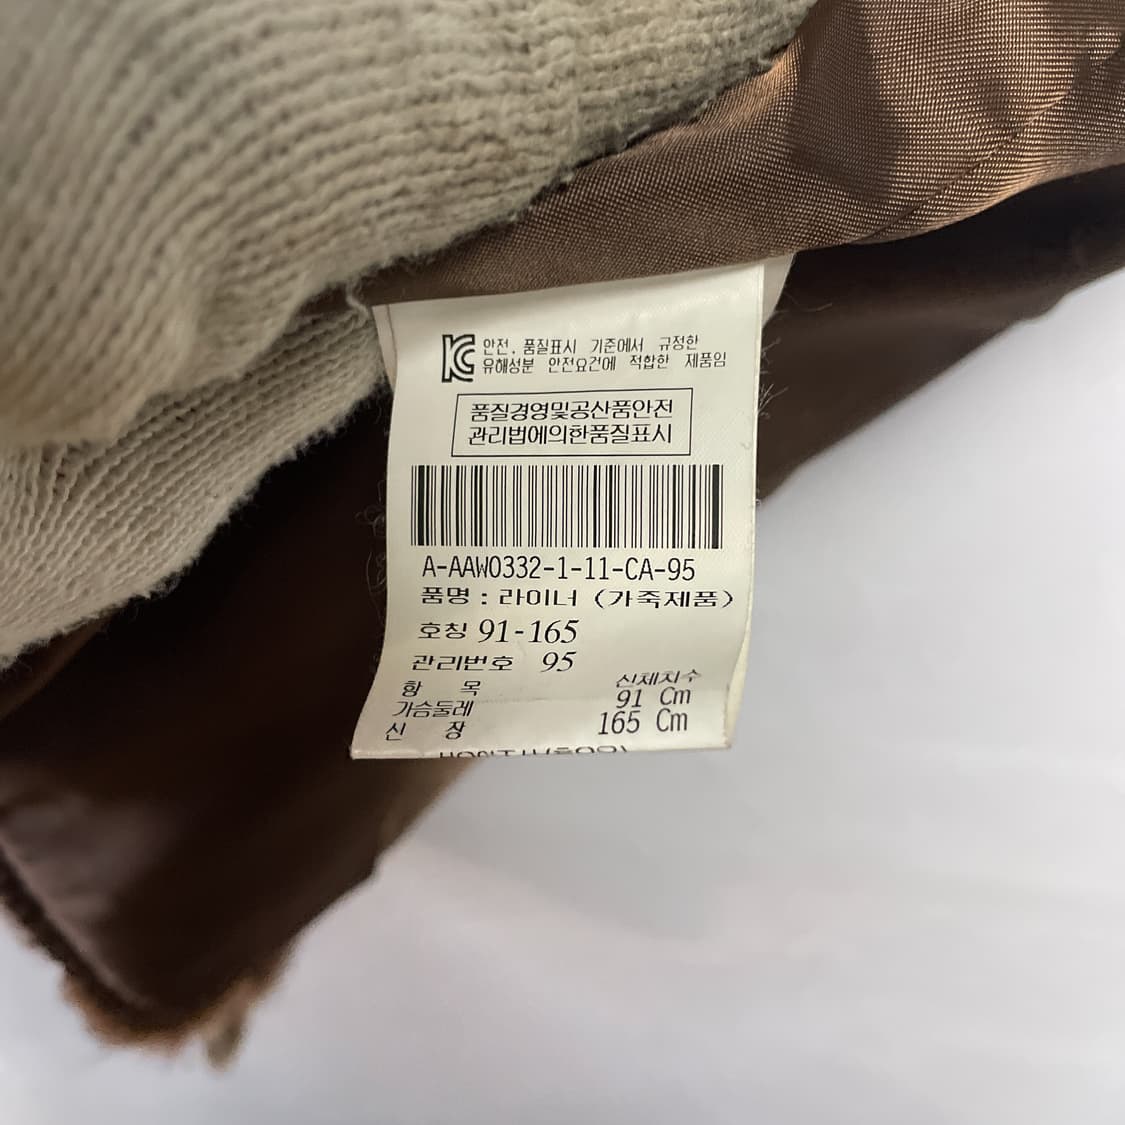 안전. 품질표시 기준에서 규정한
유해성분 안전요건에 적합한 제품임
품질경영및공산품안전
관리법에의한품질표시
A-AAW0332-1-11-CA-95
품명 : 라이너 (가죽제품)
호칭 91-165
관리번호 95
항 목 신체치수
가슴둘레 91 Cm
신 장 165 Cm